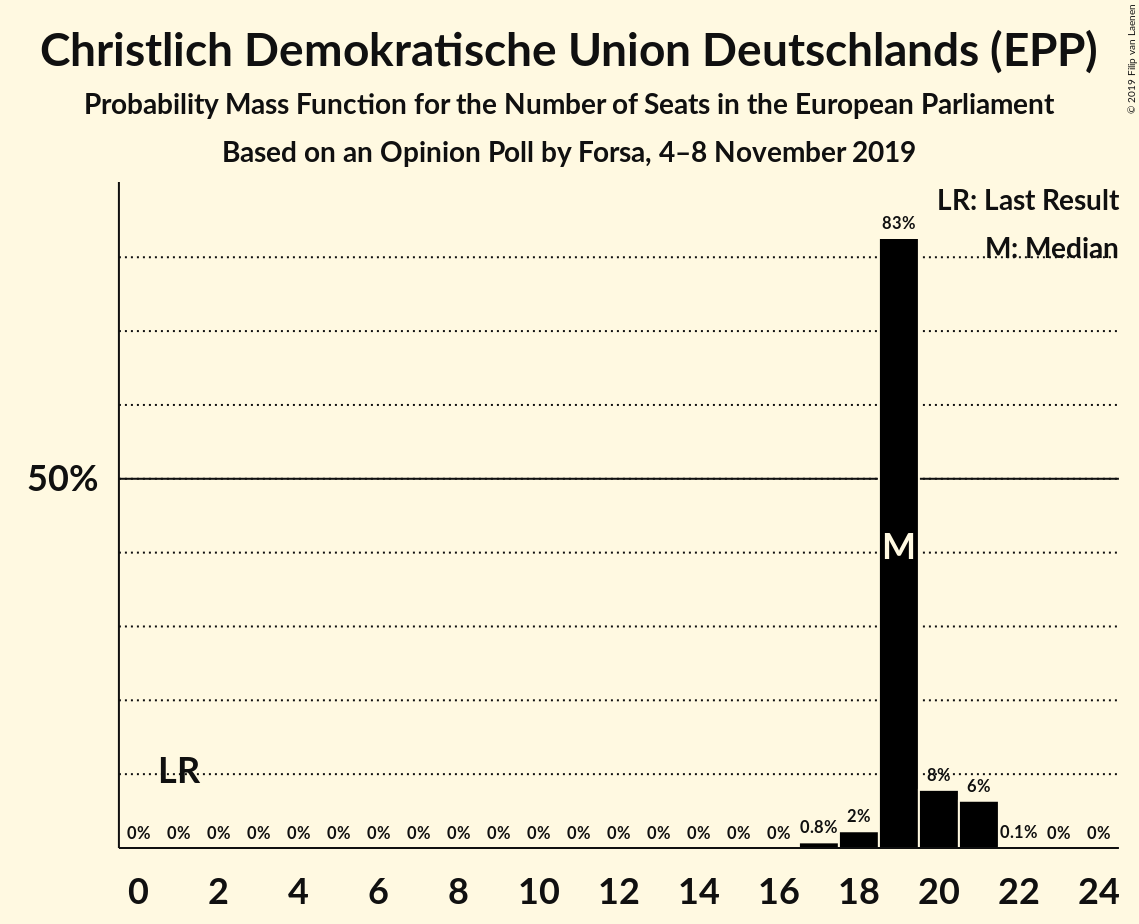 Christlich Demokratische Union Deutschlands (EPP)
Probability Mass Function for the Number of Seats in the European Parliament
Based on an Opinion Poll by Forsa, 4–8 November 2019
© 2019 Filip van Laenen
LR: Last Result
M: Median
83%
50%
M
LR
8%
6%
0% 0% 0% 0% 0% 0% 0% 0% 0% 0% 0% 0% 0% 0% 0% 0% 0% 0.8% 2% 0.1% 0% 0%
0 2 4 6 8 10 12 14 16 18 20 22 24